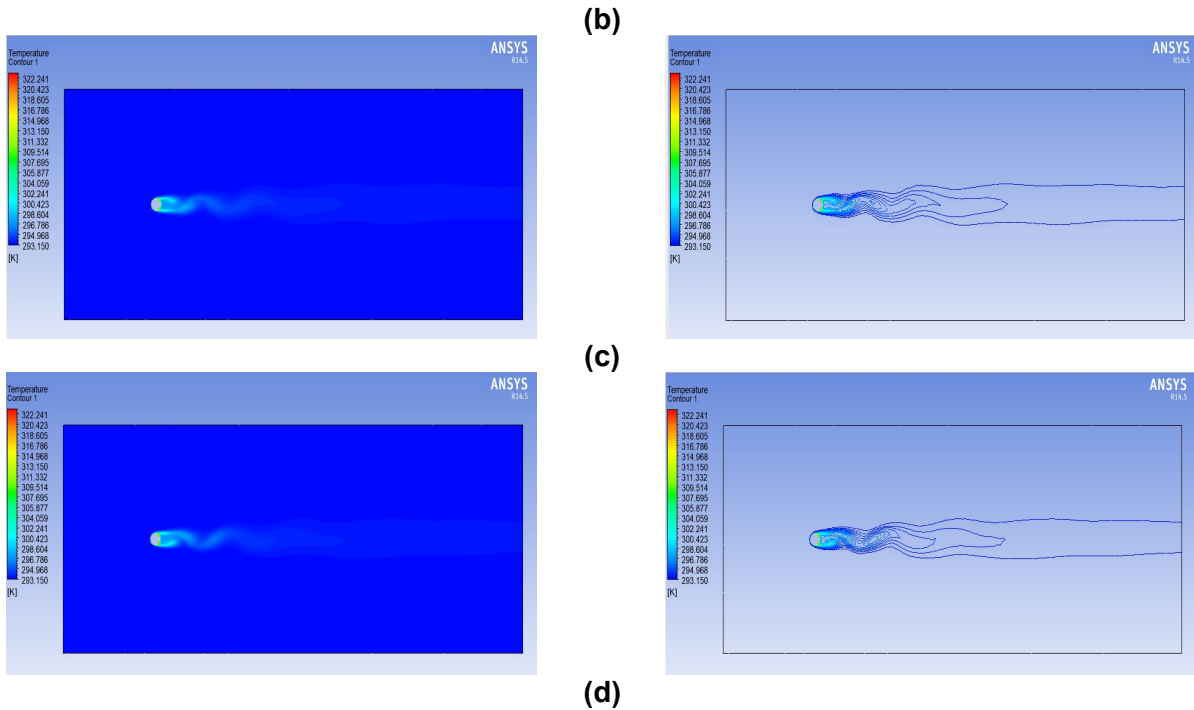 (b)
ANSYS
R14.5
Temperature
Contour 1
322.241
320.423
318.605
316.786
314.968
313.150
311.332
309.514
307.695
305.877
304.059
302.241
300.423
298.604
296.786
294.968
293.150
[K]
ANSYS
R14.5
Temperature
Contour 1
322.241
320.423
318.605
316.786
314.968
313.150
311.332
309.514
307.695
305.877
304.059
302.241
300.423
298.604
296.786
294.968
293.150
[K]
(c)
ANSYS
R14.5
Temperature
Contour 1
322.241
320.423
318.605
316.786
314.968
313.150
311.332
309.514
307.695
305.877
304.059
302.241
300.423
298.604
296.786
294.968
293.150
[K]
ANSYS
R14.5
Temperature
Contour 1
322.241
320.423
318.605
316.786
314.968
313.150
311.332
309.514
307.695
305.877
304.059
302.241
300.423
298.604
296.786
294.968
293.150
[K]
(d)